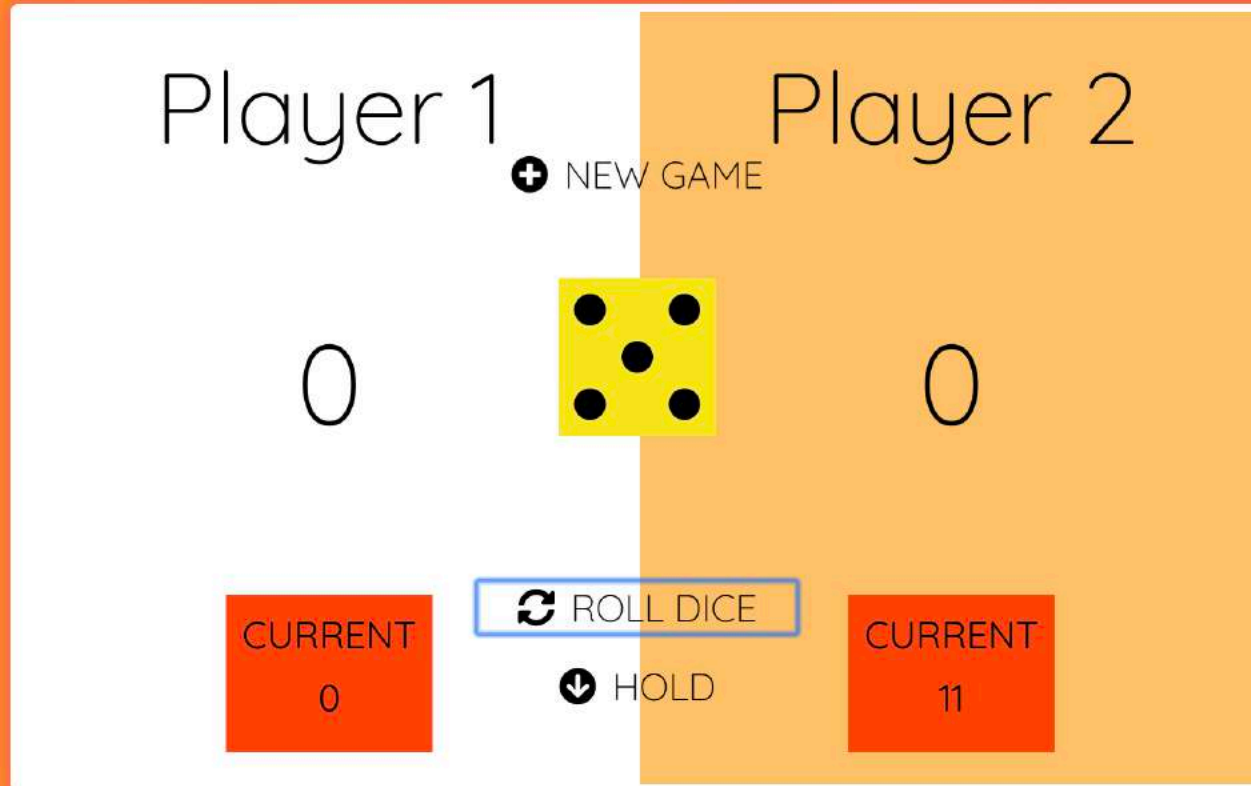 Player 1
Player 2
NEW GAME
0
0
ROLL DICE
CURRENT
0
CURRENT
11
HOLD